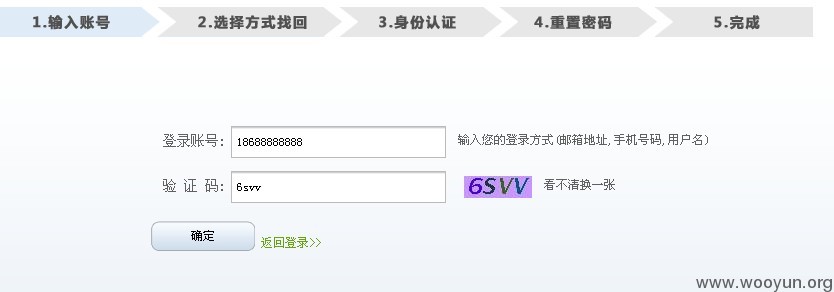 1.输入账号 2.选择方式找回 3.身份认证 4.重置密码 5.完成
登录账号: 18688888888 输入您的登录方式(邮箱地址,手机号码,用户名)
验 证 码: 6svv 6SVV 看不清换一张
确定 返回登录>>
www.wooyun.org